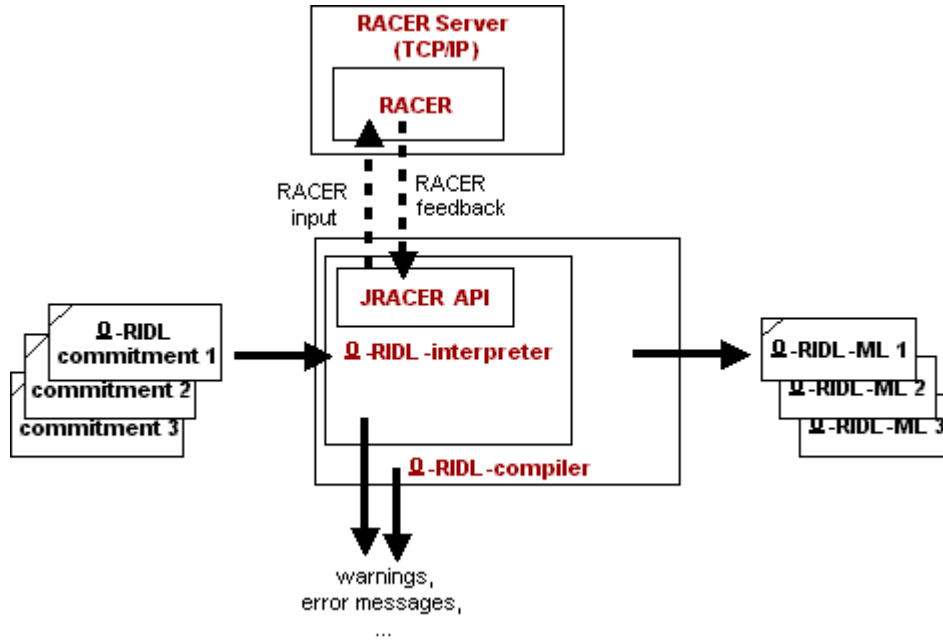 RACER Server
(TCP/IP)
RACER
RACER
input
RACER
feedback
JRACER API
Ω-RIDL-interpreter
Ω-RIDL-compiler
Ω-RIDL
commitment 1
commitment 2
commitment 3
Ω-RIDL-ML 1
Ω-RIDL-ML 2
Ω-RIDL-ML 3
warnings,
error messages,
...